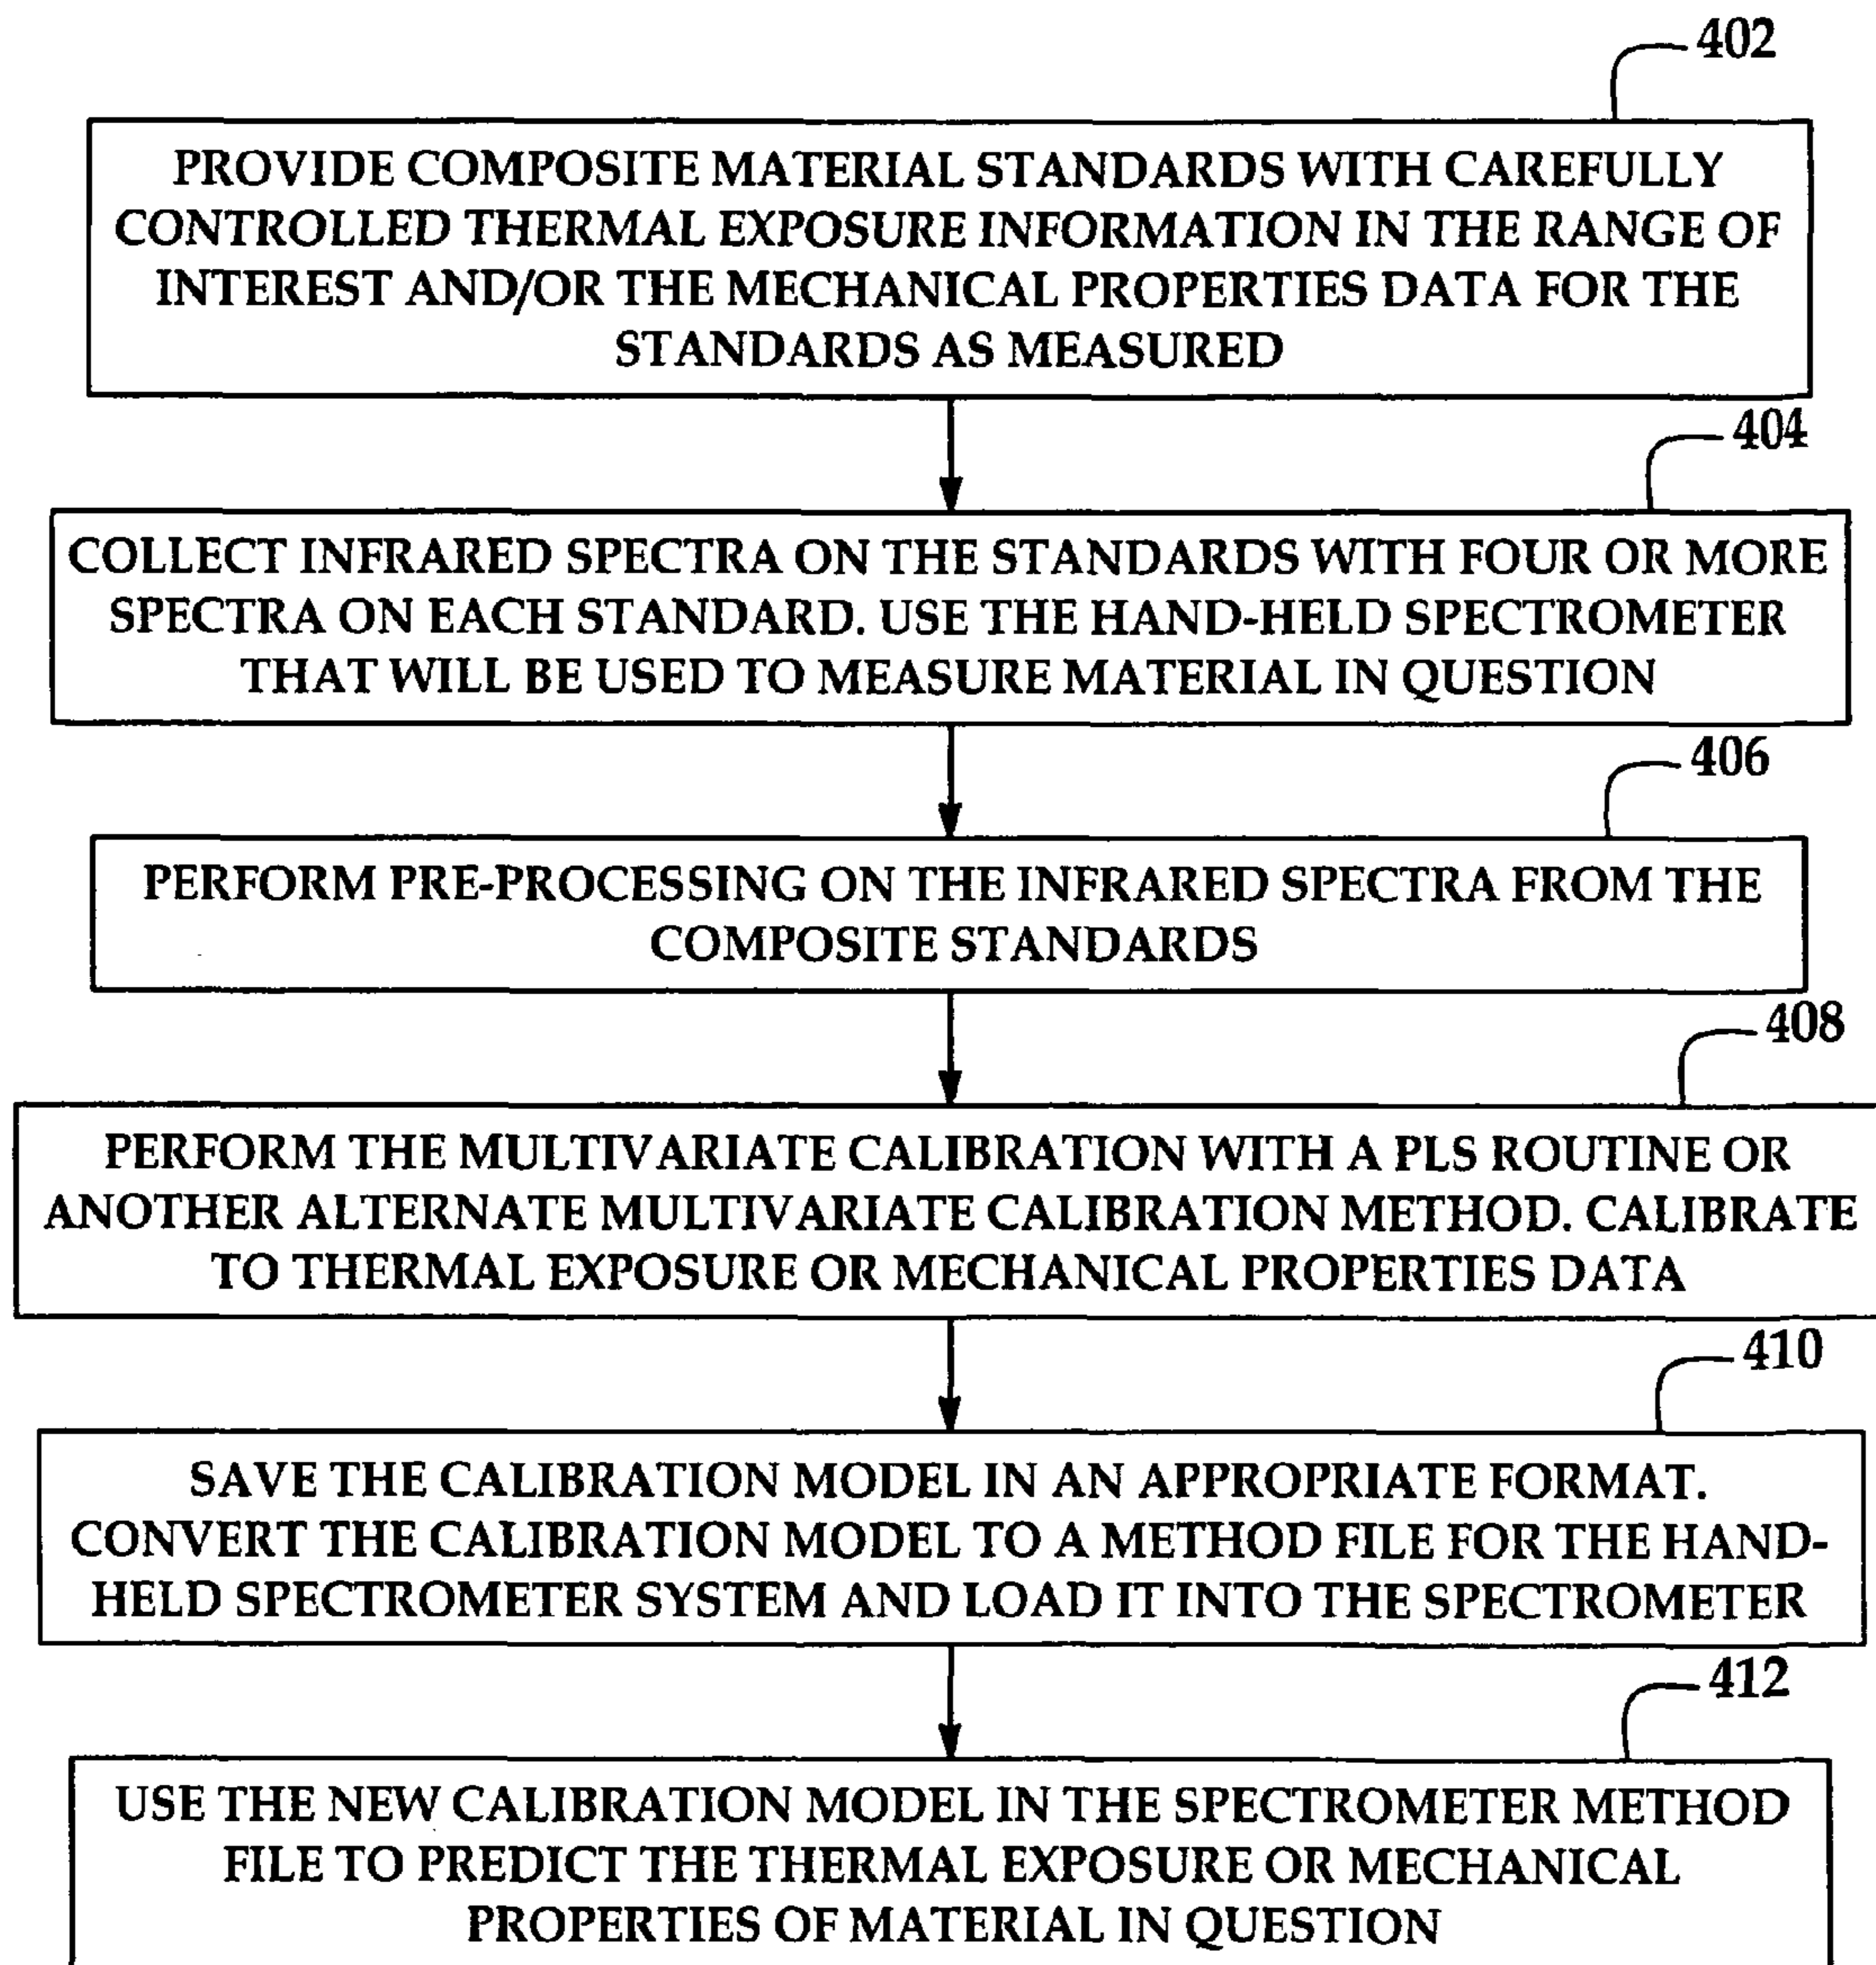 402
PROVIDE COMPOSITE MATERIAL STANDARDS WITH CAREFULLY
CONTROLLED THERMAL EXPOSURE INFORMATION IN THE RANGE OF
INTEREST AND/OR THE MECHANICAL PROPERTIES DATA FOR THE
STANDARDS AS MEASURED
404
COLLECT INFRARED SPECTRA ON THE STANDARDS WITH FOUR OR MORE
SPECTRA ON EACH STANDARD. USE THE HAND-HELD SPECTROMETER
THAT WILL BE USED TO MEASURE MATERIAL IN QUESTION
406
PERFORM PRE-PROCESSING ON THE INFRARED SPECTRA FROM THE
COMPOSITE STANDARDS
408
PERFORM THE MULTIVARIATE CALIBRATION WITH A PLS ROUTINE OR
ANOTHER ALTERNATE MULTIVARIATE CALIBRATION METHOD. CALIBRATE
TO THERMAL EXPOSURE OR MECHANICAL PROPERTIES DATA
410
SAVE THE CALIBRATION MODEL IN AN APPROPRIATE FORMAT.
CONVERT THE CALIBRATION MODEL TO A METHOD FILE FOR THE HAND-
HELD SPECTROMETER SYSTEM AND LOAD IT INTO THE SPECTROMETER
412
USE THE NEW CALIBRATION MODEL IN THE SPECTROMETER METHOD
FILE TO PREDICT THE THERMAL EXPOSURE OR MECHANICAL
PROPERTIES OF MATERIAL IN QUESTION